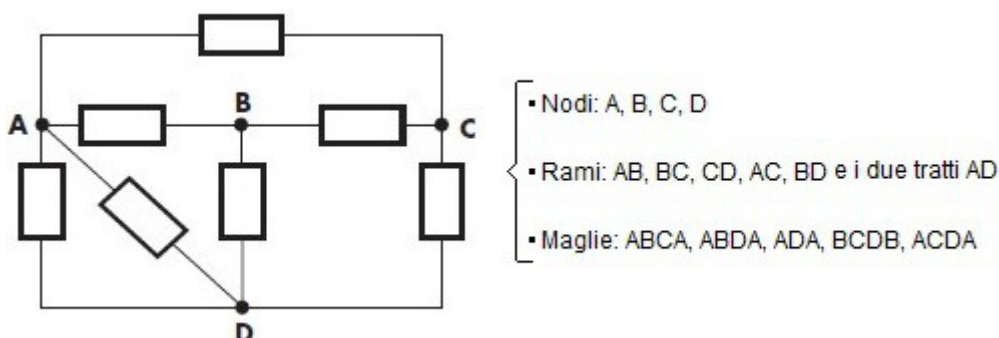 A
B
C
D
▪ Nodi: A, B, C, D
▪ Rami: AB, BC, CD, AC, BD e i due tratti AD
▪ Maglie: ABCA, ABDA, ADA, BCDB, ACDA